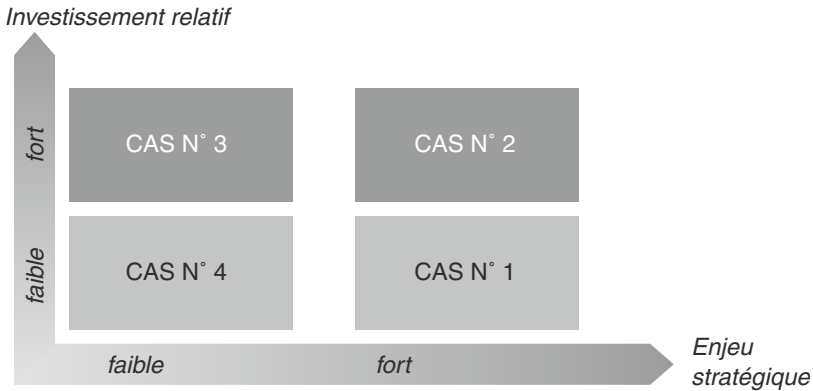 Investissement relatif
fort
CAS N° 3
CAS N° 2
faible
CAS N° 4
CAS N° 1
faible
fort
Enjeu
stratégique